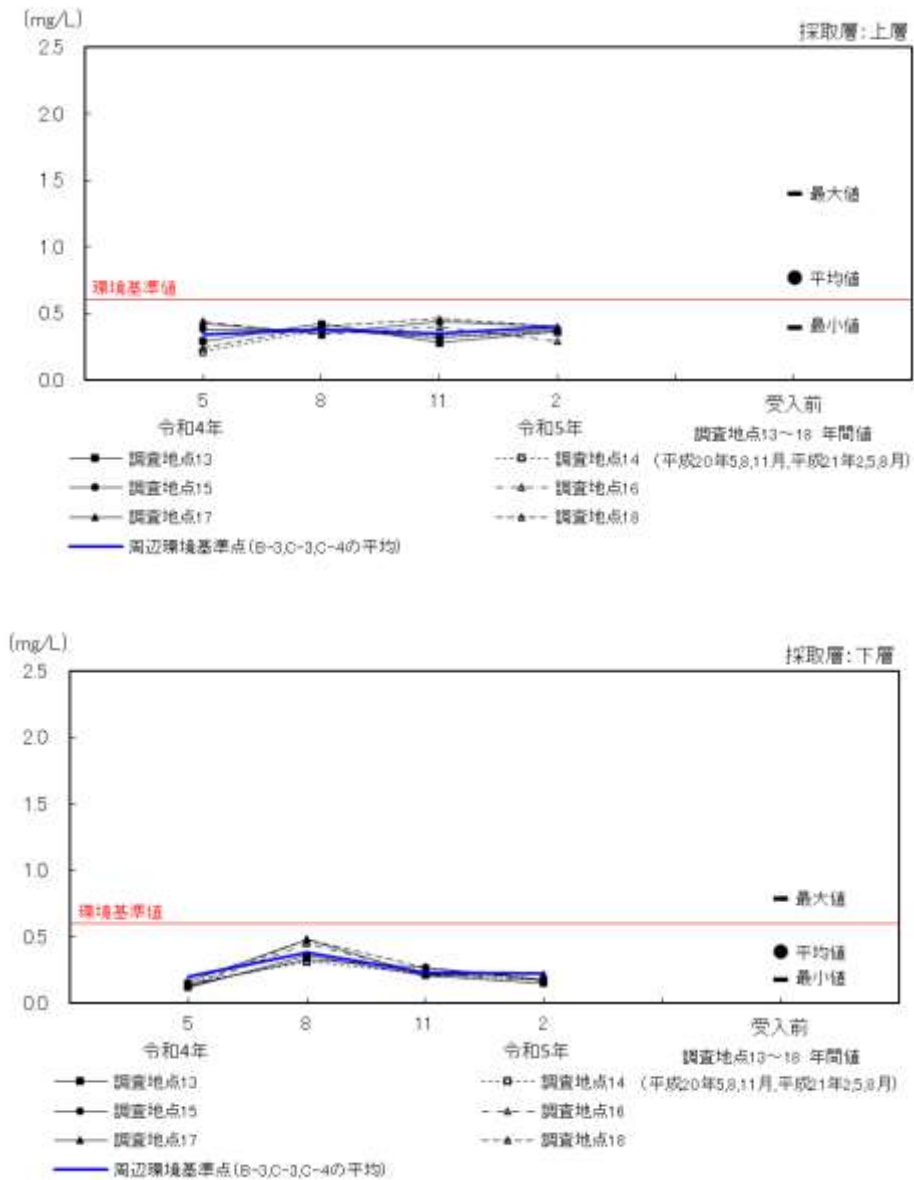 (mg/L)
採取層：上層
2.5
2.0
1.5
最大値
1.0
平均値
環境基準値
0.5
最小値
0.0
5 8 11 2 受入前
令和4年 令和5年 調査地点13～18 年間値
調査地点13 調査地点14 (平成20年5,8,11月,平成21年2,5,8月)
調査地点15 調査地点16
調査地点17 調査地点18
周辺環境基準点(B-3,C-3,C-4の平均)
(mg/L)
採取層：下層
2.5
2.0
1.5
1.0
最大値
環境基準値
0.5
平均値
最小値
0.0
5 8 11 2 受入前
令和4年 令和5年 調査地点13～18 年間値
調査地点13 調査地点14 (平成20年5,8,11月,平成21年2,5,8月)
調査地点15 調査地点16
調査地点17 調査地点18
周辺環境基準点(B-3,C-3,C-4の平均)